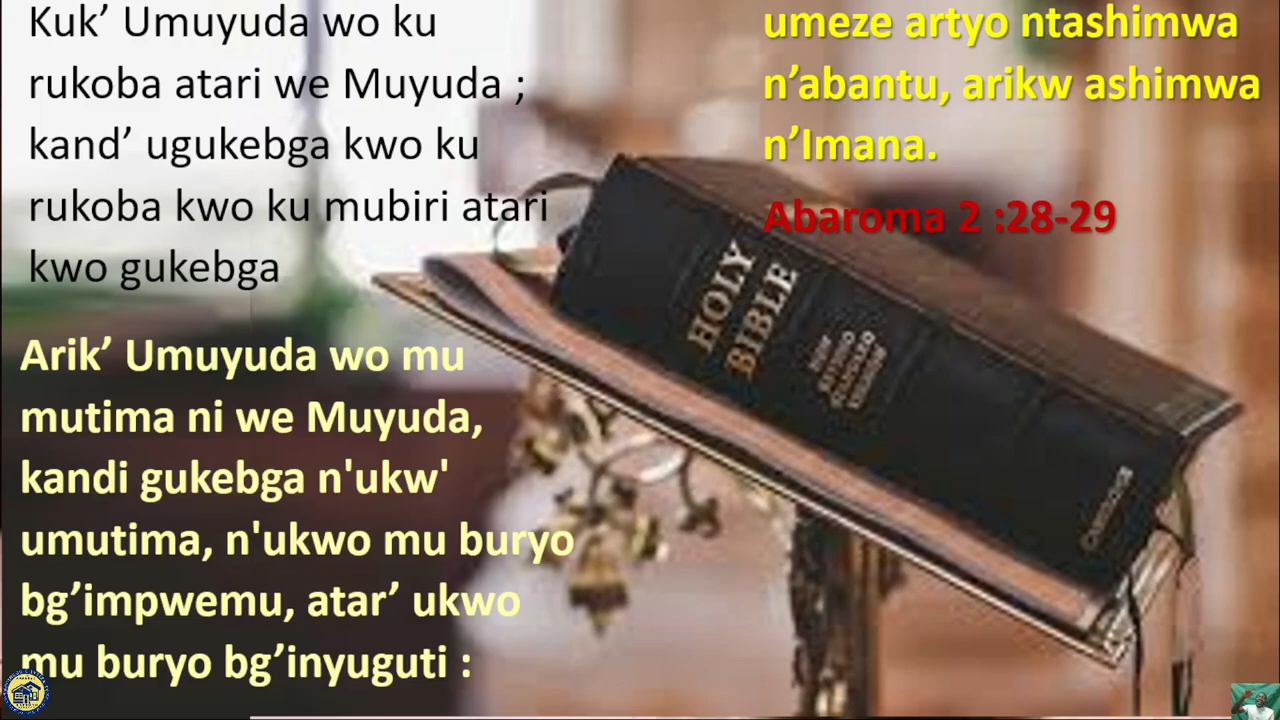 Kuk’ Umuyuda wo ku
rukoba atari we Muyuda ;
kand’ ugukebga kwo ku
rukoba kwo ku mubiri atari
kwo gukebga
Arik’ Umuyuda wo mu
mutima ni we Muyuda,
kandi gukebga n'ukw'
umutima, n'ukwo mu buryo
bg’impwemu, atar’ ukwo
mu buryo bg’inyuguti :
umeze artyo ntashimwa
n’abantu, arikw ashimwa
n’Imana.
Abaroma 2 :28-29
HOLY
BIBLE